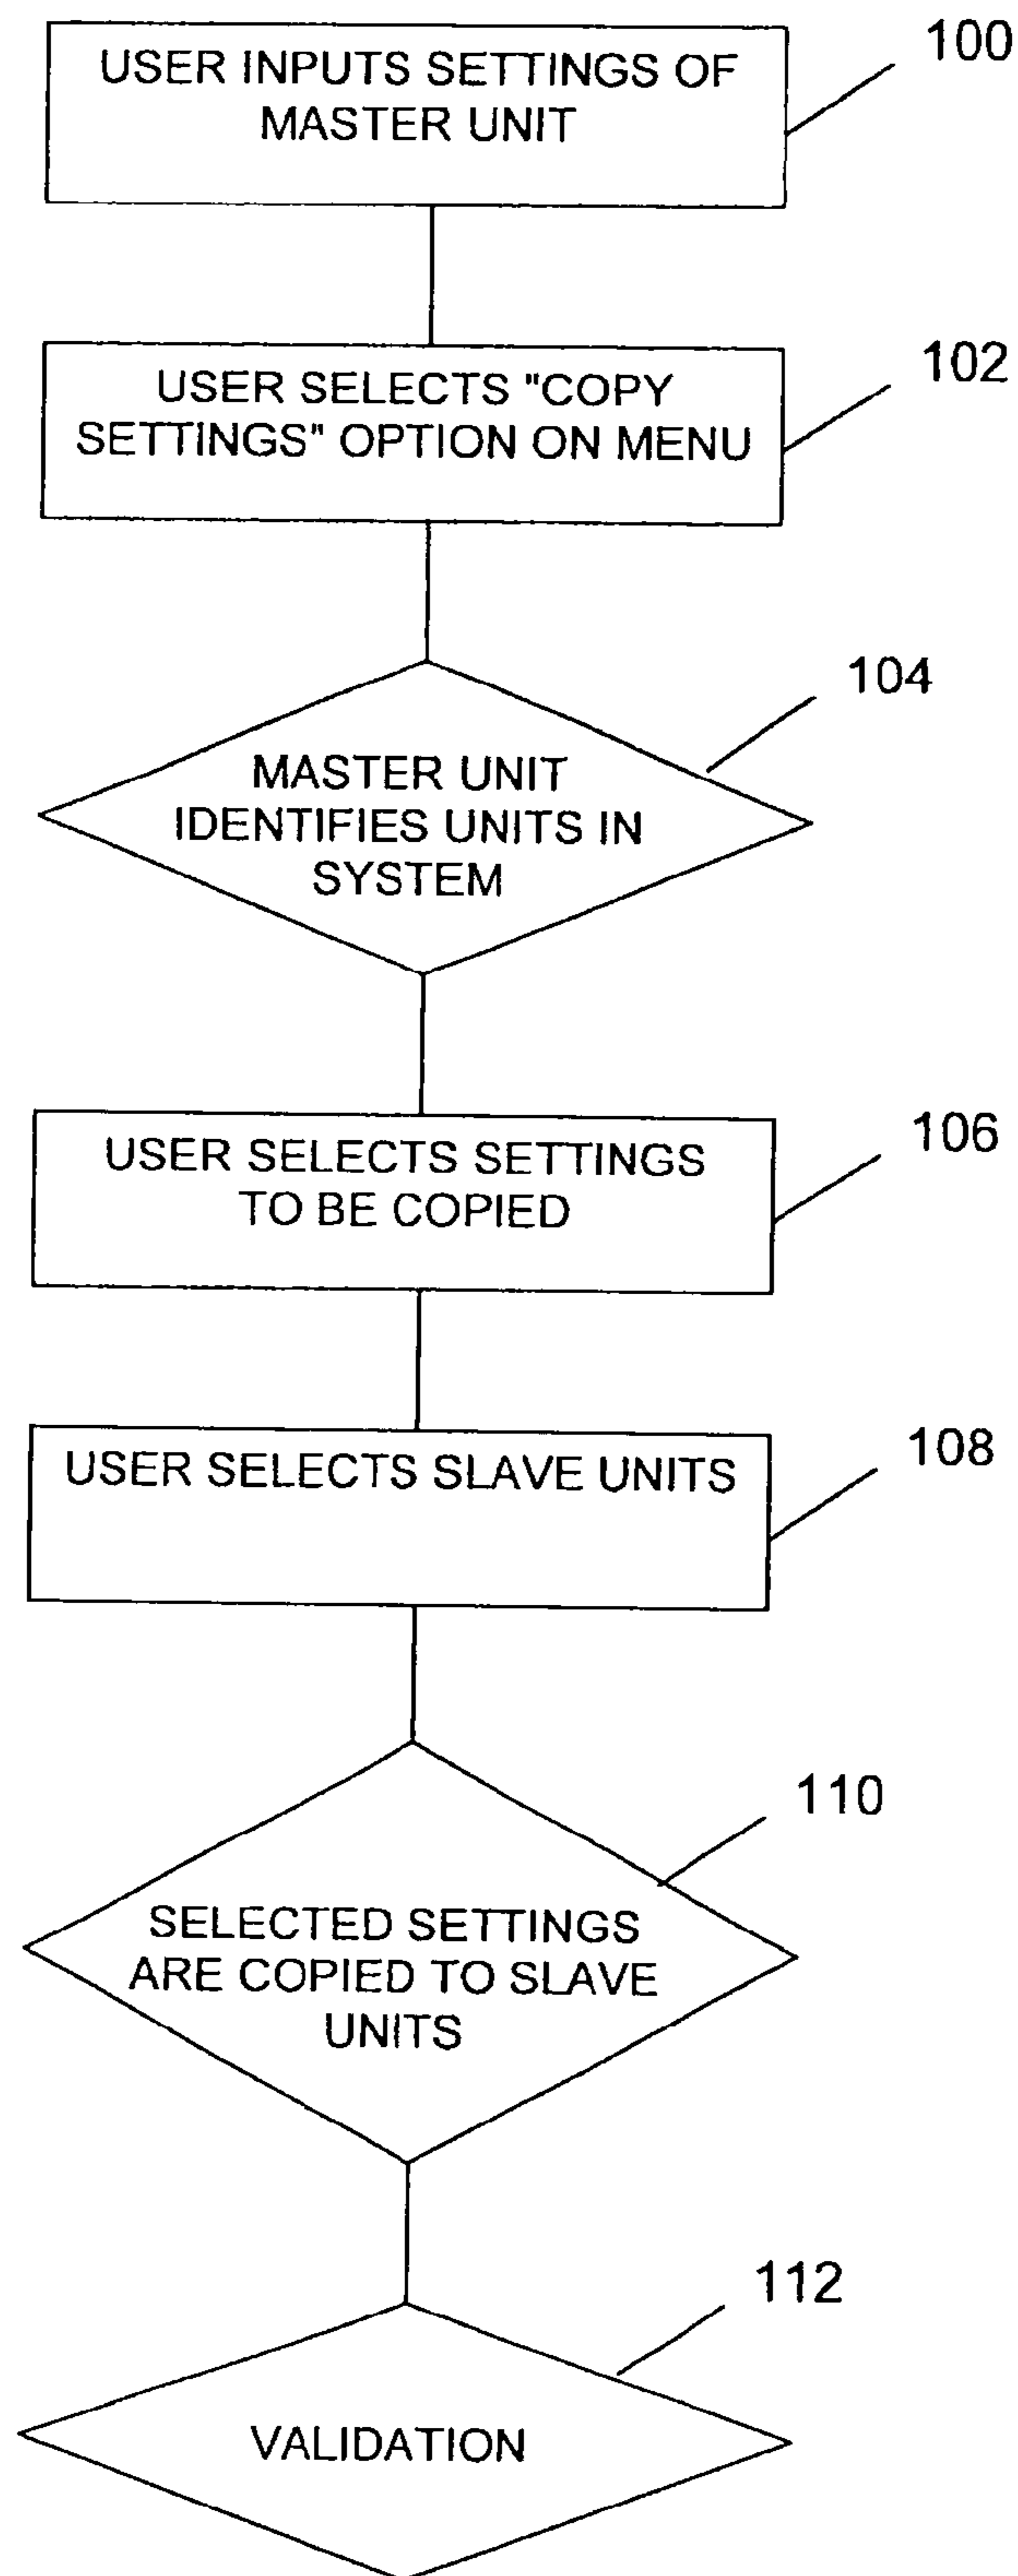 100
USER INPUTS SETTINGS OF
MASTER UNIT
102
USER SELECTS "COPY
SETTINGS" OPTION ON MENU
104
MASTER UNIT
IDENTIFIES UNITS IN
SYSTEM
106
USER SELECTS SETTINGS
TO BE COPIED
108
USER SELECTS SLAVE UNITS
110
SELECTED SETTINGS
ARE COPIED TO SLAVE
UNITS
112
VALIDATION